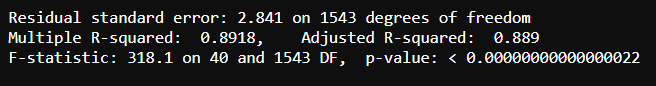 Residual standard error: 2.841 on 1543 degrees of freedom
Multiple R-squared:  0.8918,    Adjusted R-squared:  0.889
F-statistic: 318.1 on 40 and 1543 DF,  p-value: < 0.00000000000000022